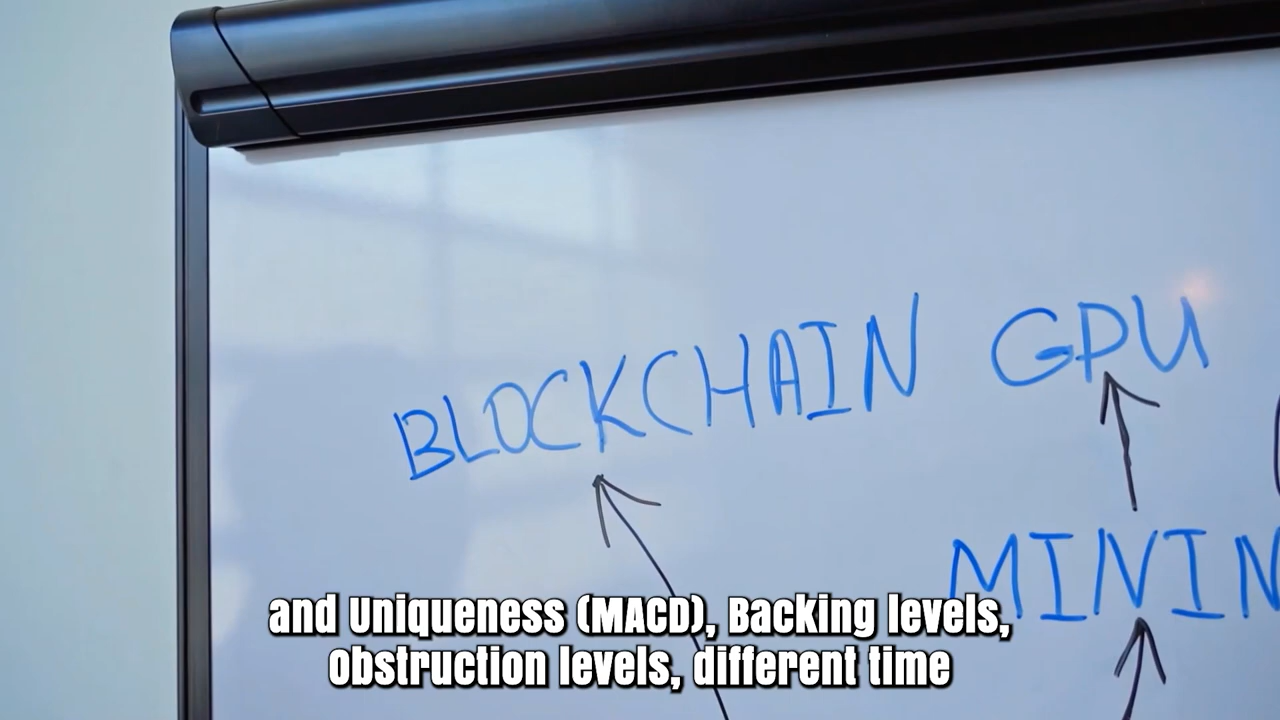 BLOCKCHAIN GPU
MININ
and Uniqueness (MACD), Backing levels,
Obstruction levels, different time